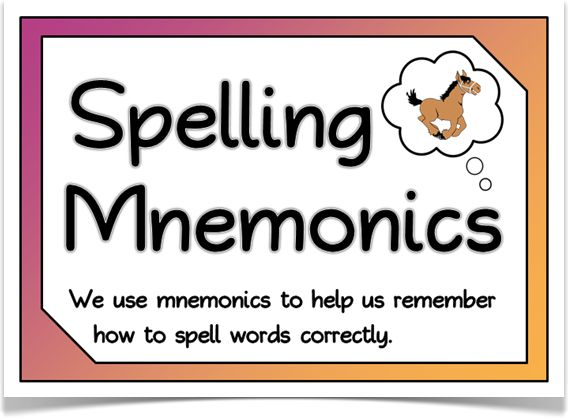 Spelling
Mnemonics
We use mnemonics to help us remember
how to spell words correctly.